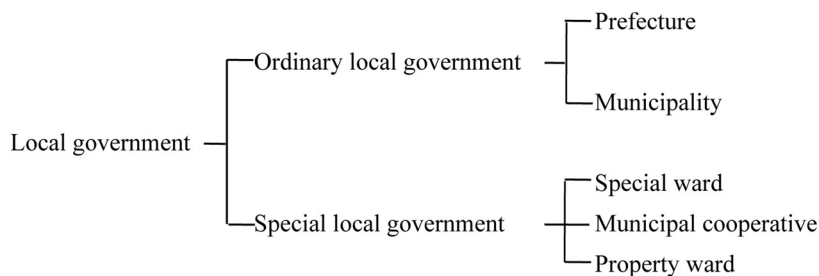 Prefecture
Ordinary local government
Municipality
Local government
Special ward
Special local government
Municipal cooperative
Property ward